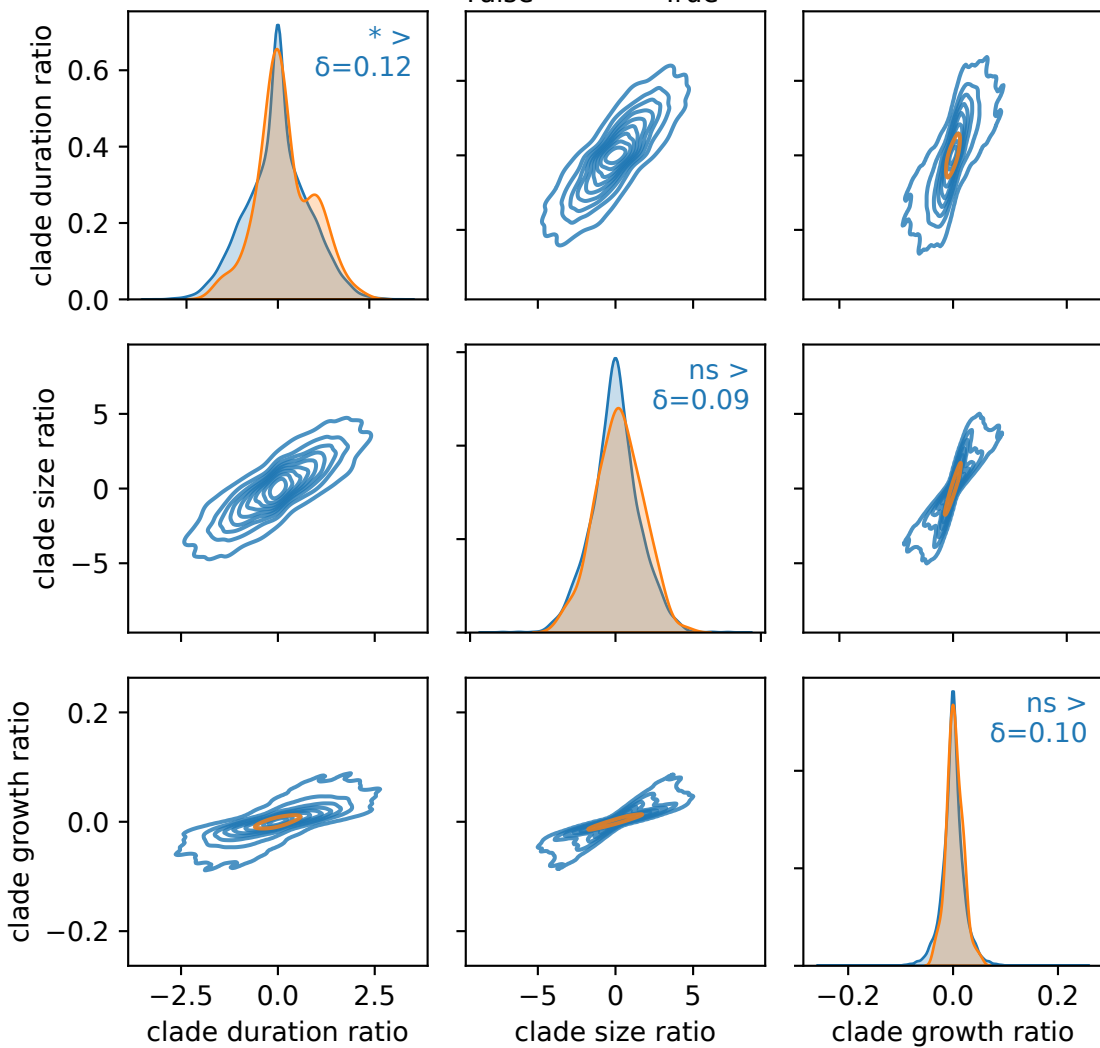 0.6
0.4
0.2
0.0
clade duration ratio
* >
δ=0.12
5
0
−5
clade size ratio
ns >
δ=0.09
0.2
0.0
−0.2
clade growth ratio
ns >
δ=0.10
−2.5 0.0 2.5
−5 0 5
−0.2 0.0 0.2
clade duration ratio
clade size ratio
clade growth ratio